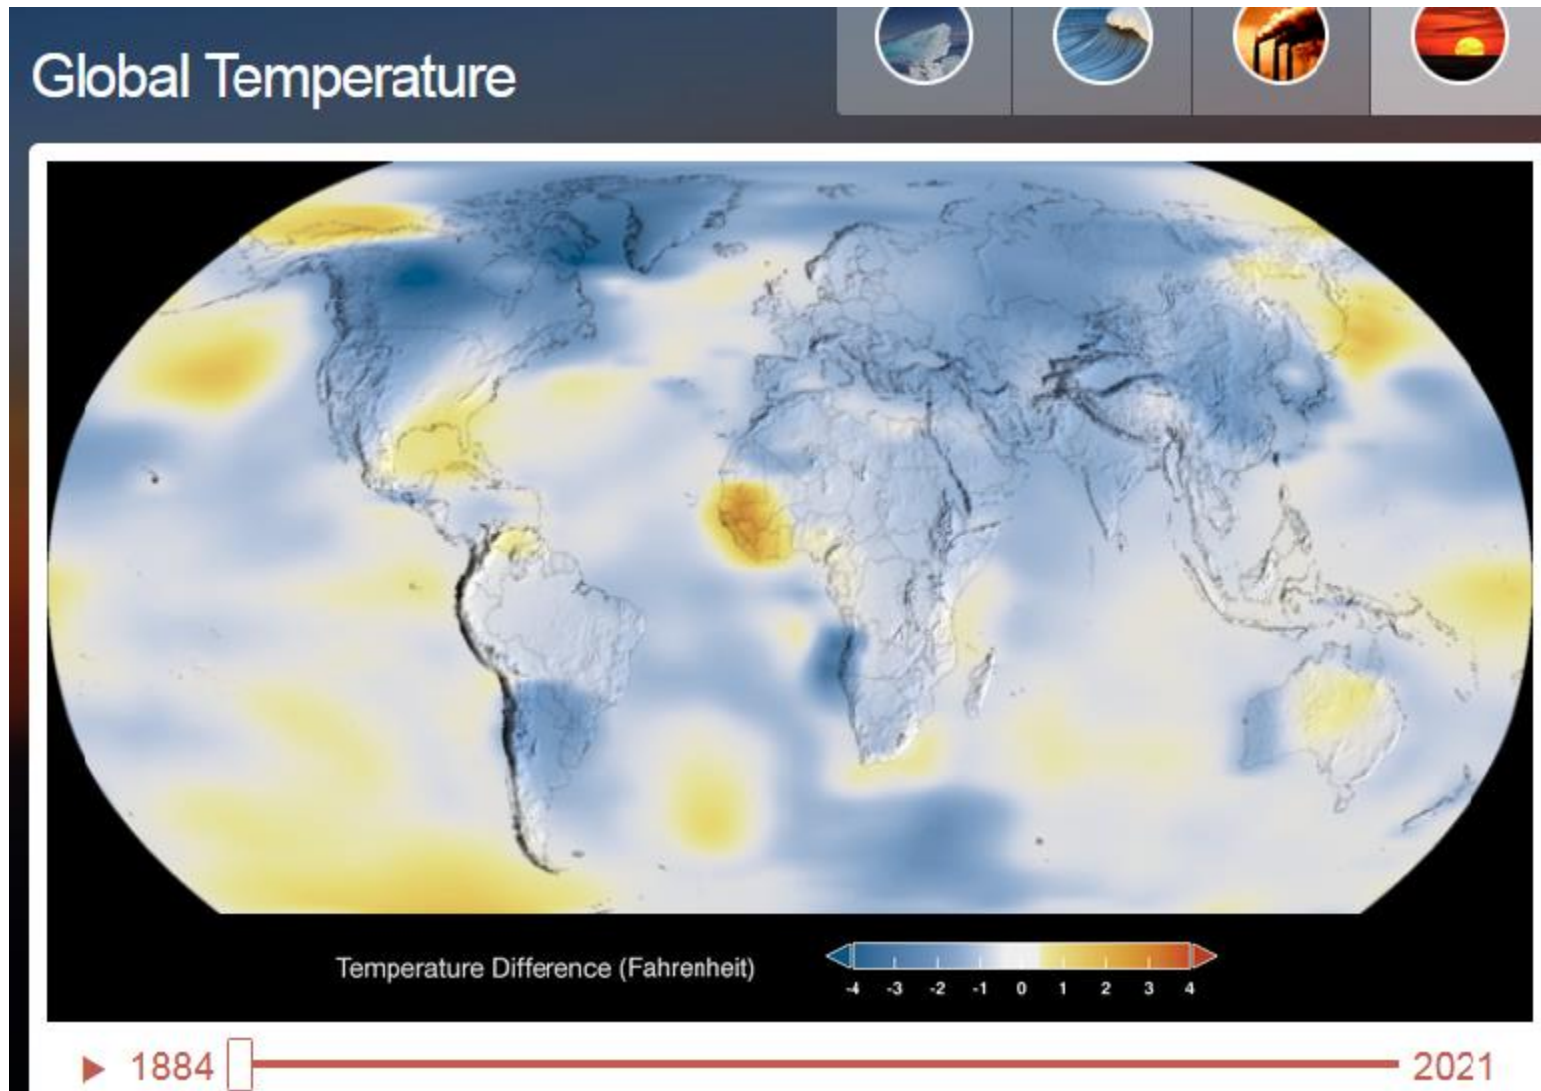 Global Temperature
Temperature Difference (Fahrenheit)
-4 -3 -2 -1 0 1 2 3 4
1884 2021